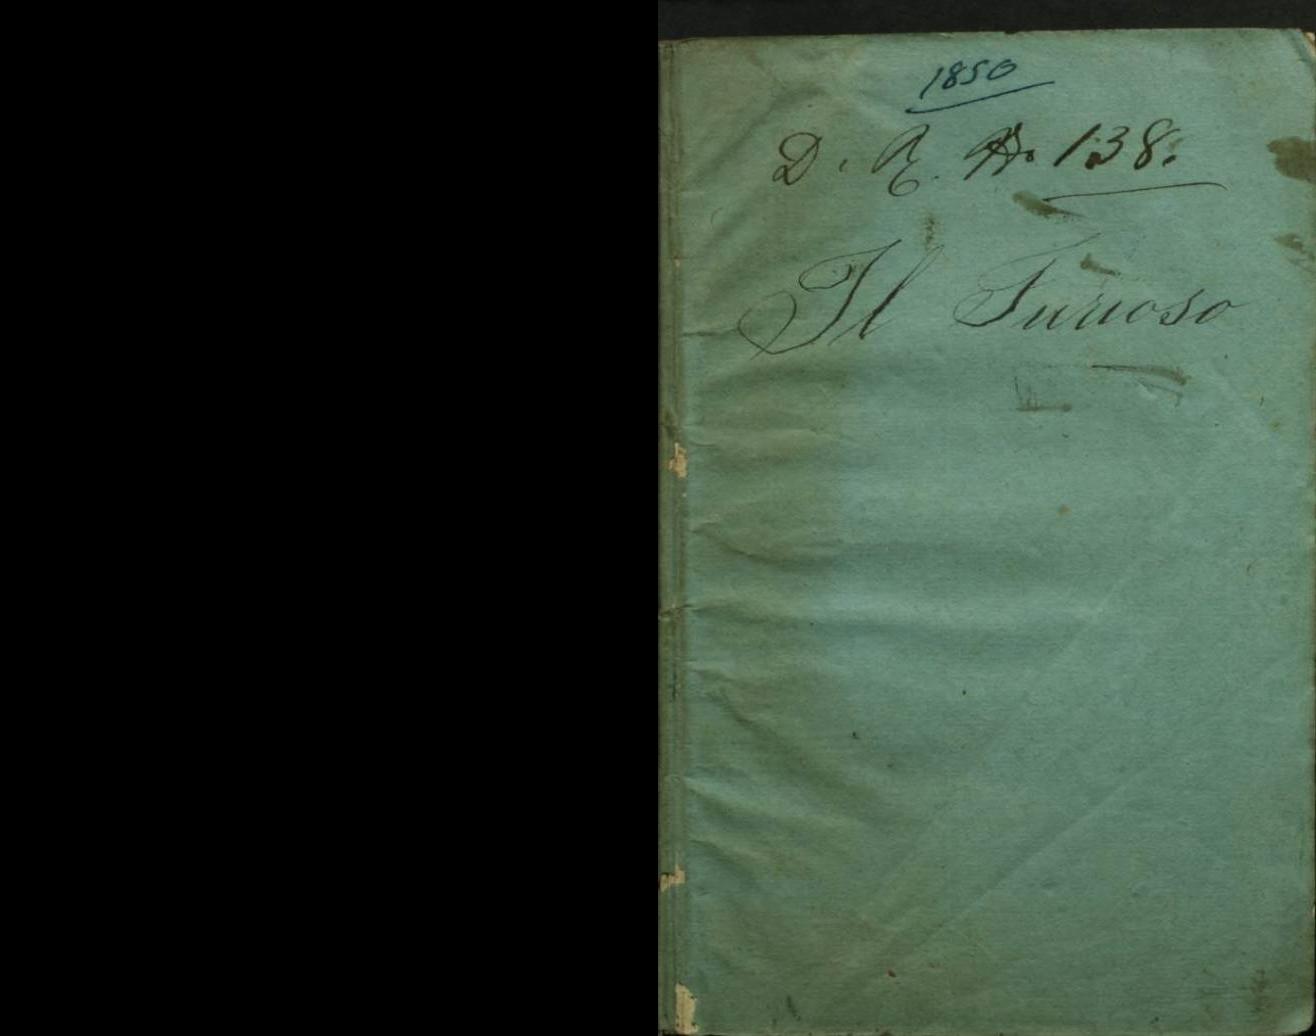 1850
D. R. A. 138.
Il Furioso